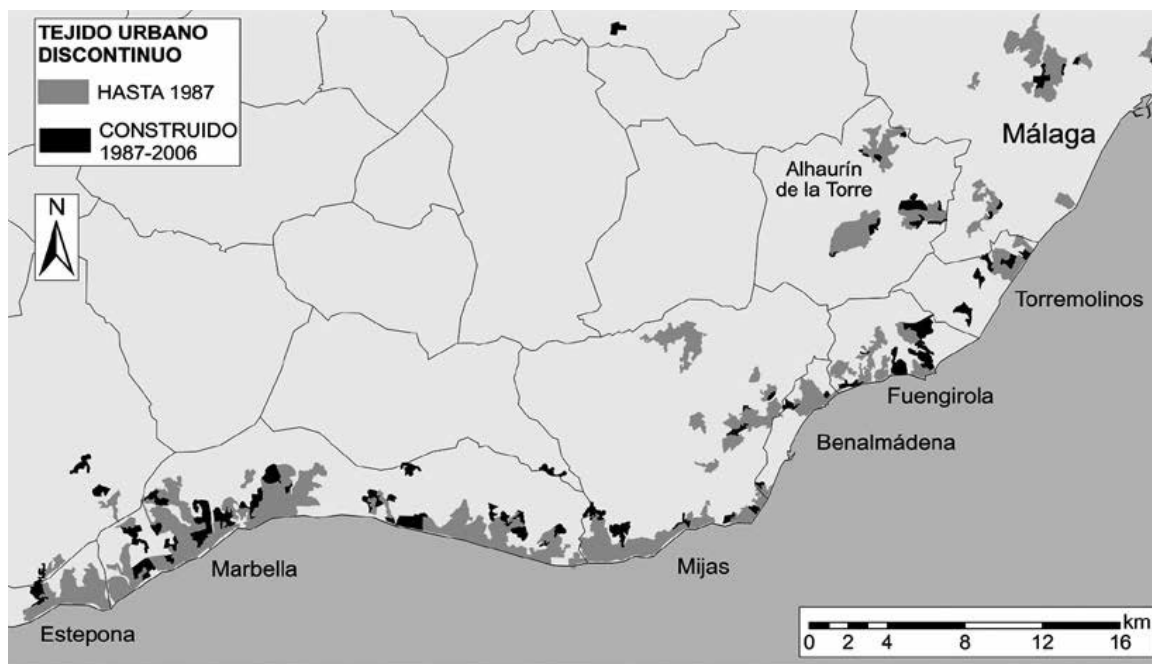 TEJIDO URBANO
DISCONTINUO
HASTA 1987
CONSTRUIDO
1987-2006
N
Málaga
Alhaurín
de la Torre
Torremolinos
Fuengirola
Benalmádena
Mijas
Marbella
Estepona
km
0 2 4 8 12 16